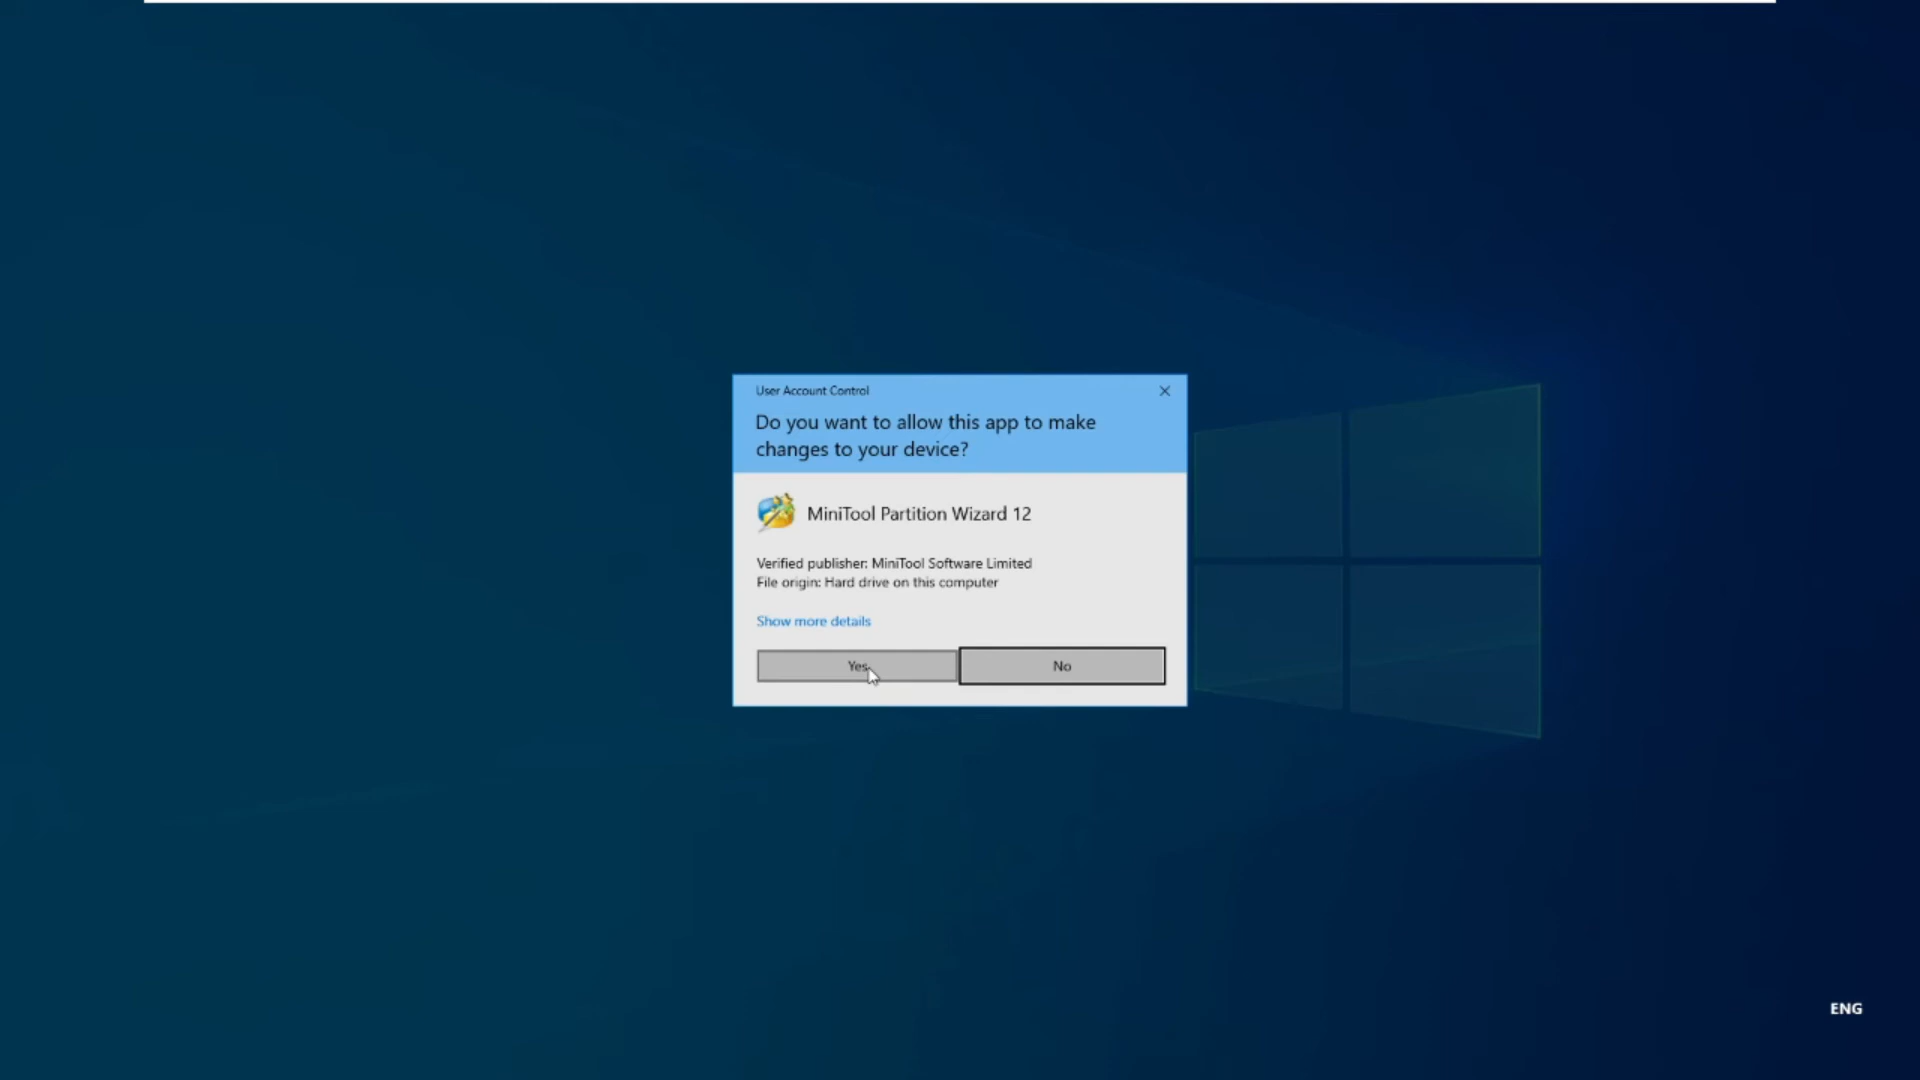 User Account Control
Do you want to allow this app to make
changes to your device?
MiniTool Partition Wizard 12
Verified publisher: MiniTool Software Limited
File origin: Hard drive on this computer
Show more details
Yes
No
ENG